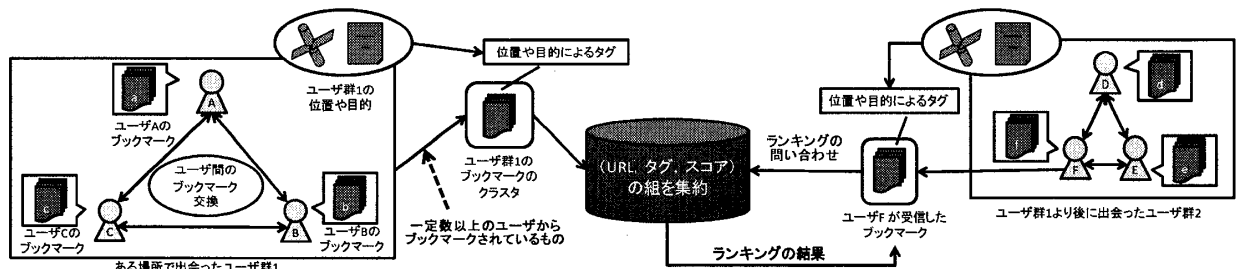 位置や目的によるタグ
ユーザ群1の
位置や目的
A
a
ユーザAの
ブックマーク
ユーザ間の
ブックマーク
交換
c
C
ユーザCの
ブックマーク
b
B
ユーザBの
ブックマーク
ある場所で出会ったユーザ群1
ユーザ群1の
ブックマークの
クラスタ
一定数以上のユーザから
ブックマークされているもの
(URL, タグ, スコア)
の組を集約
ランキングの
問い合わせ
ランキングの結果
位置や目的によるタグ
ユーザFが受信した
ブックマーク
D
d
f
F
E
e
ユーザ群1より後に出会ったユーザ群2